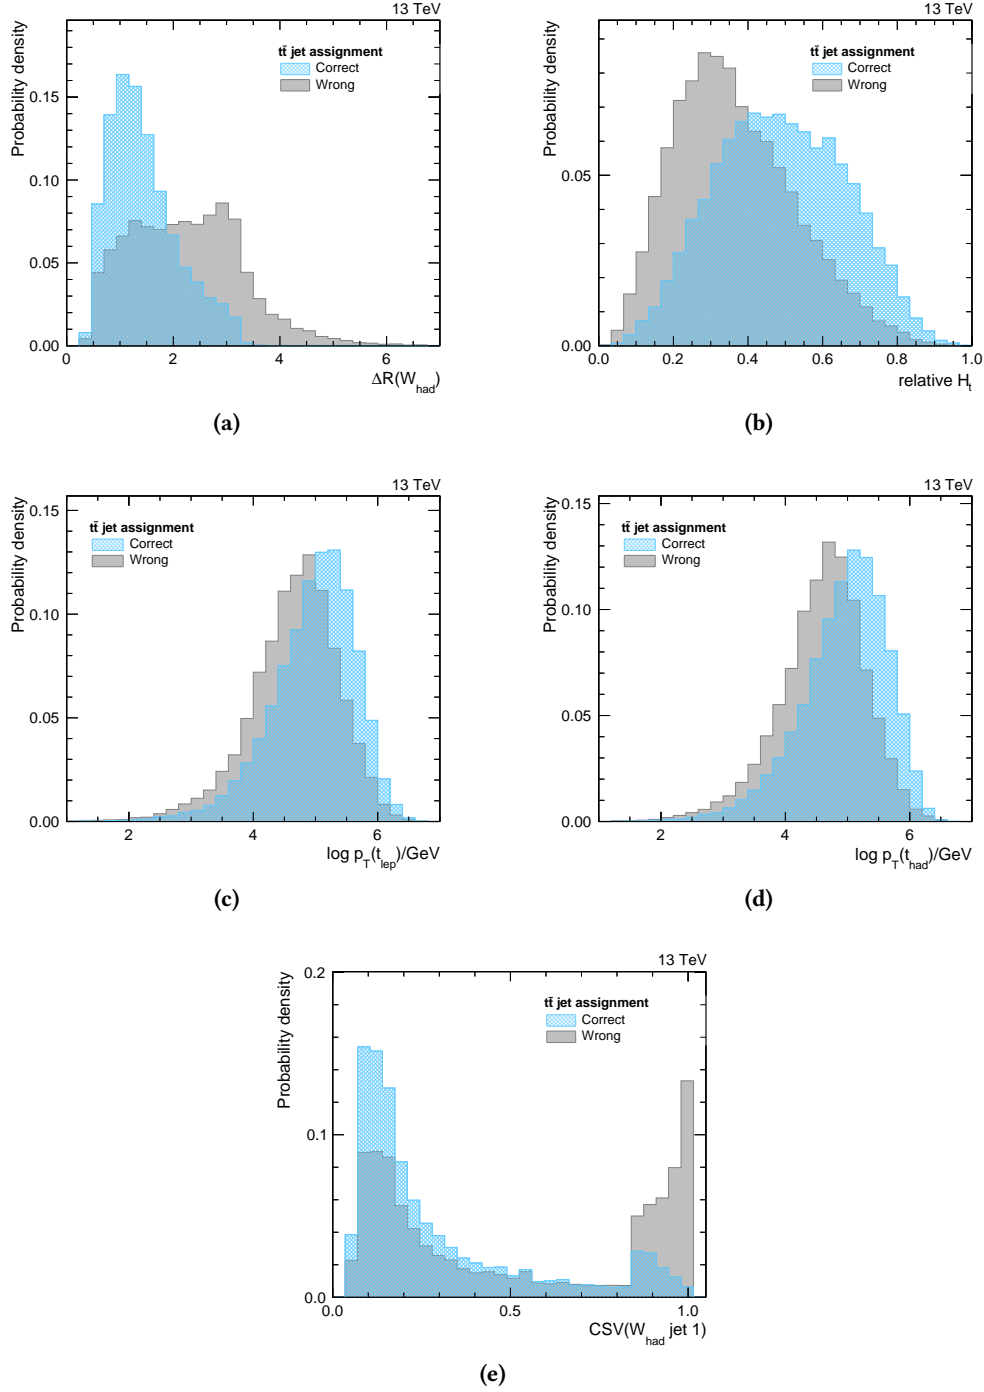 13 TeV
Probability density
0.15
0.10
0.05
0.00
tt̄ jet assignment
Correct
Wrong
0 2 4 6
ΔR(W_had)
(a)
13 TeV
Probability density
0.05
0.00
tt̄ jet assignment
Correct
Wrong
0.0 0.2 0.4 0.6 0.8 1.0
relative H_t
(b)
13 TeV
Probability density
0.15
0.10
0.05
0.00
tt̄ jet assignment
Correct
Wrong
2 4 6
log p_T(t_lep)/GeV
(c)
13 TeV
Probability density
0.15
0.10
0.05
0.00
tt̄ jet assignment
Correct
Wrong
2 4 6
log p_T(t_had)/GeV
(d)
13 TeV
Probability density
0.2
0.1
0.0
tt̄ jet assignment
Correct
Wrong
0.0 0.5 1.0
CSV(W_had jet 1)
(e)